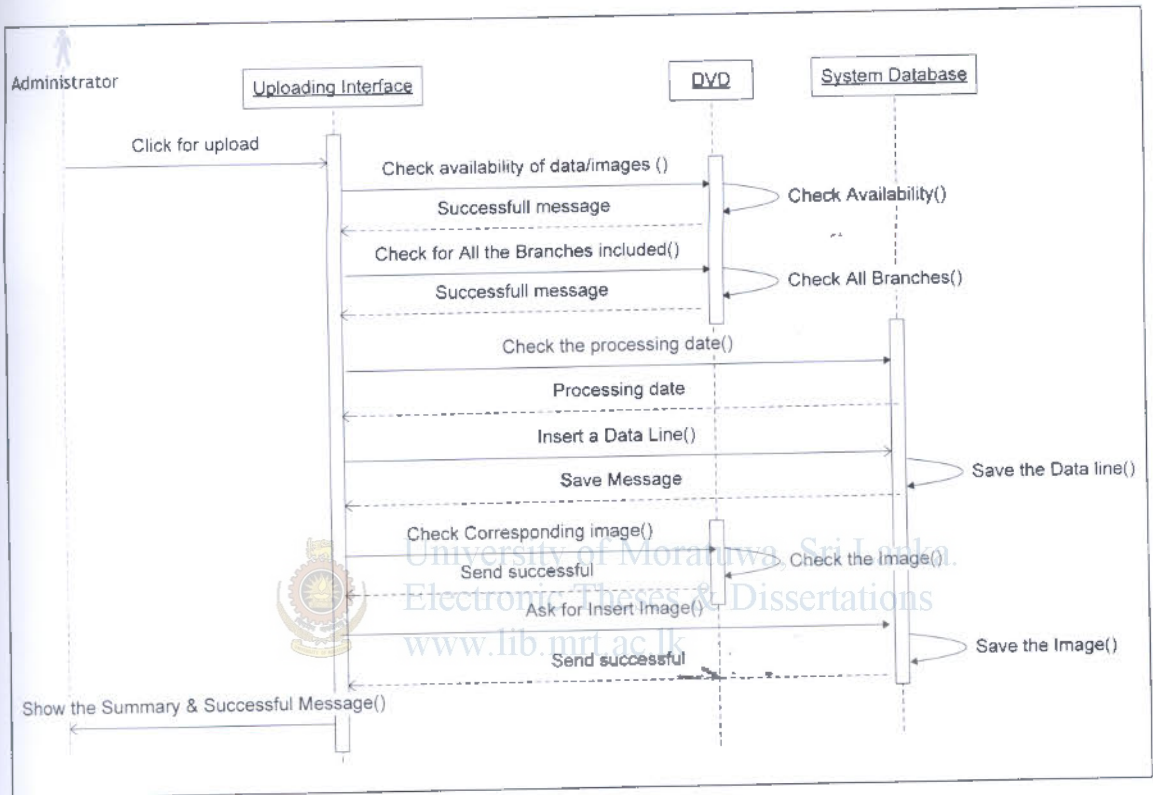 Administrator
Uploading Interface
DVD
System Database
Click for upload
Check availability of data/images ()
Check Availability()
Successfull message
Check for All the Branches included()
Check All Branches()
Successfull message
Check the processing date()
Processing date
Insert a Data Line()
Save the Data line()
Save Message
Check Corresponding image()
University of Moratuwa, Sri Lanka.
Check the Image()
Send successful
Electronic Theses & Dissertations
Ask for Insert Image()
www.lib.mrt.ac.lk
Save the Image()
Send successful
Show the Summary & Successful Message()